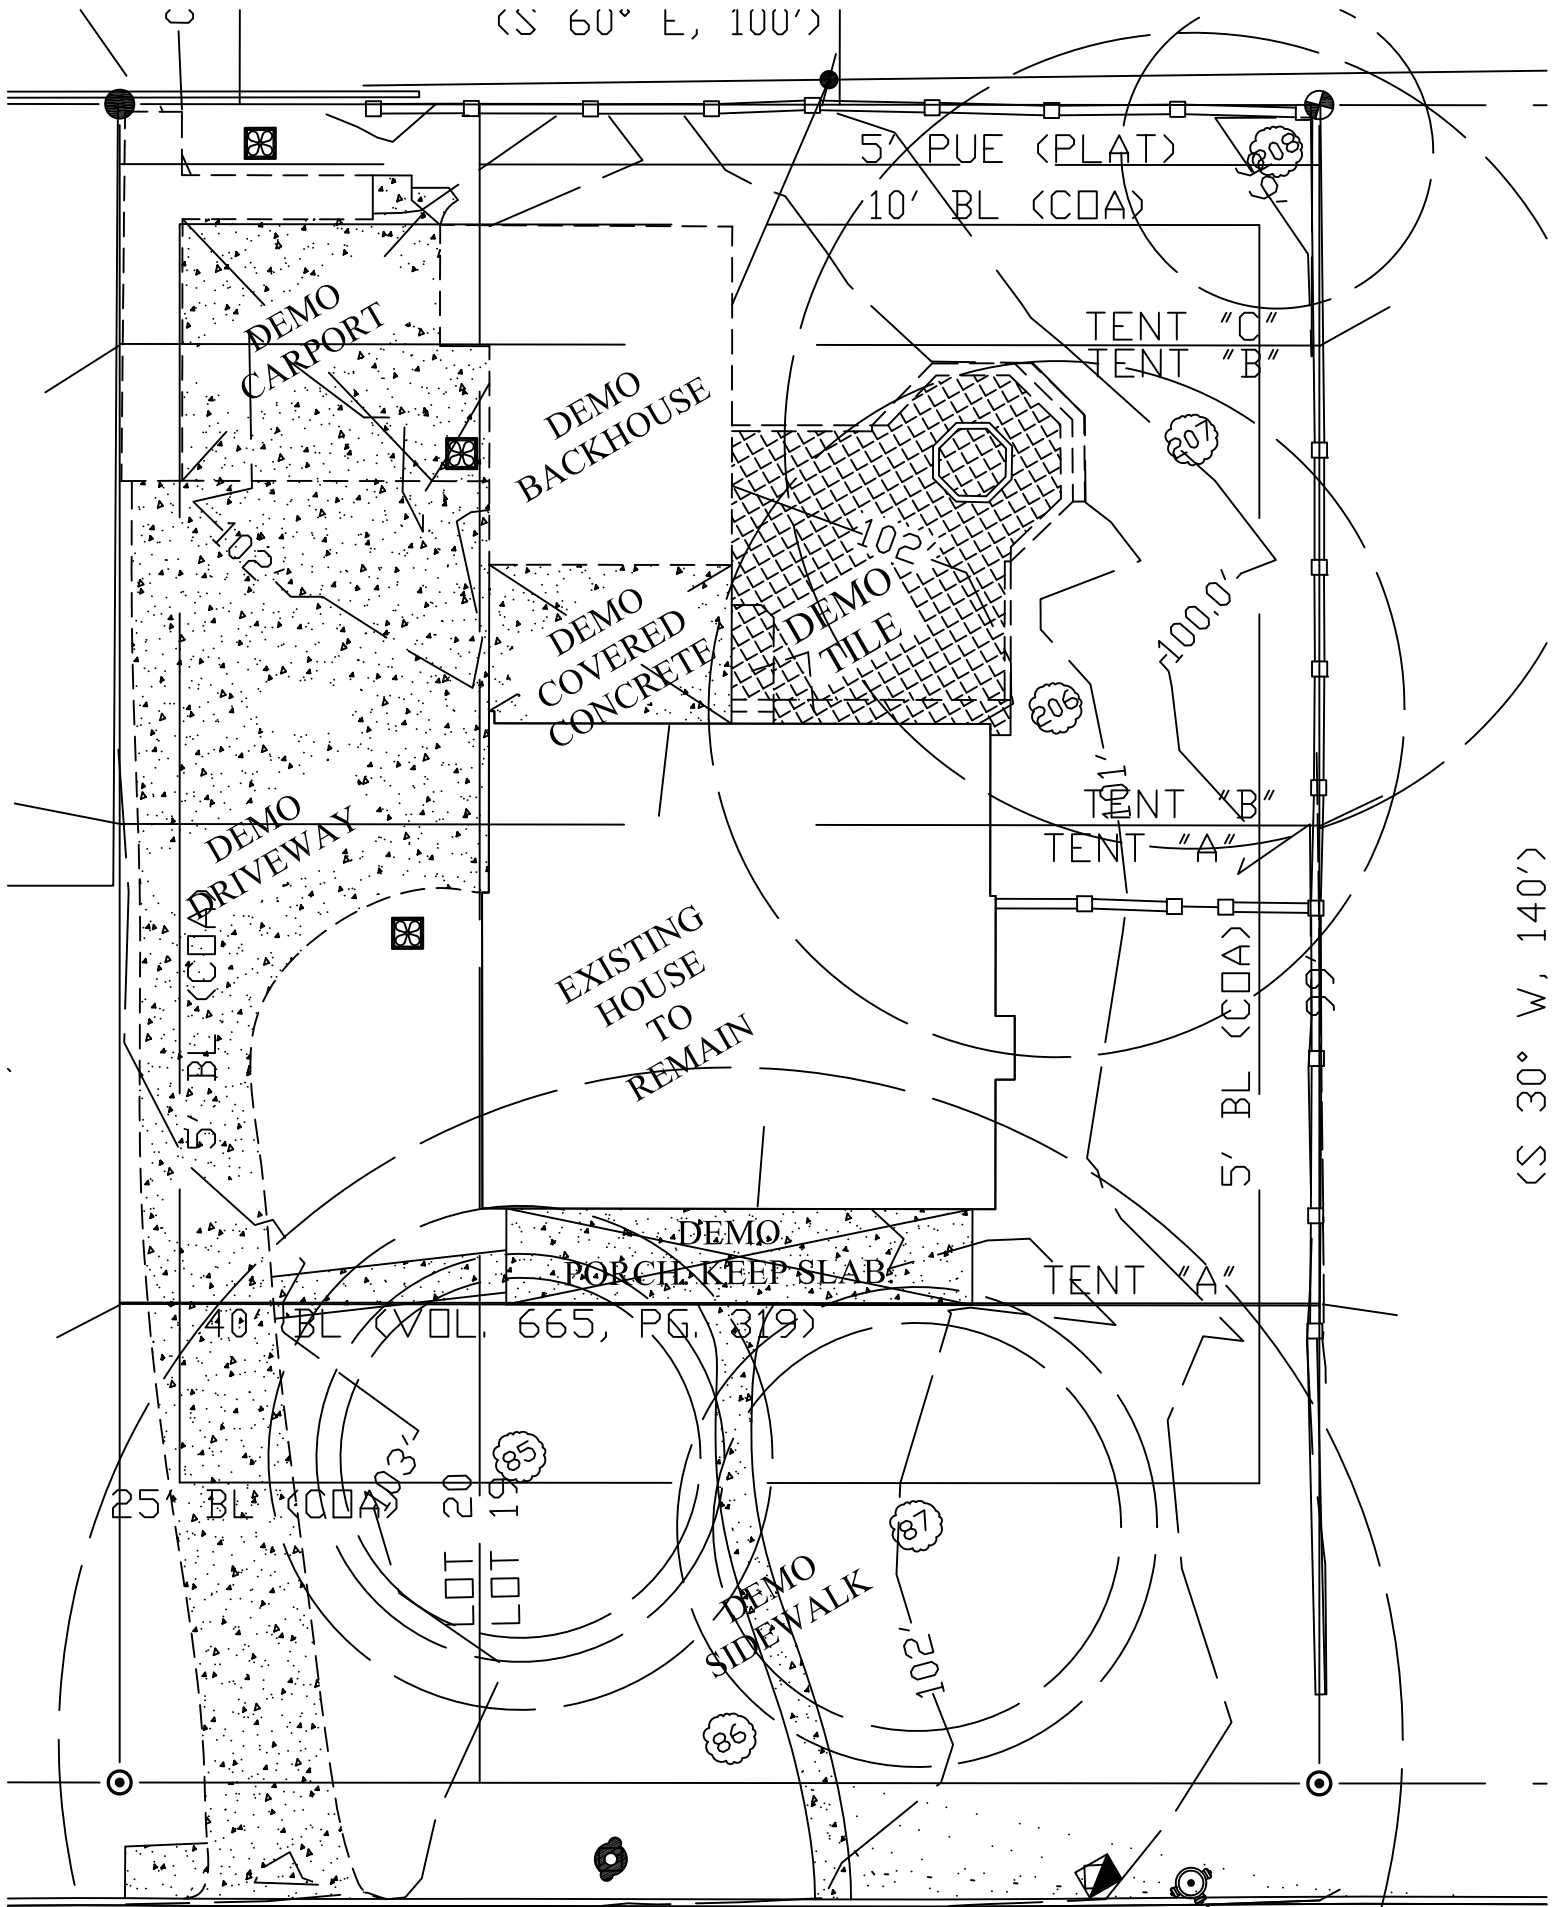 (S 60° E, 100')
5' PUE (PLAT)
208
10' BL (COA)
TENT "C"
TENT "B"
DEMO
CARPORT
DEMO
BACKHOUSE
207
102'
102'
100.0'
DEMO
COVERED
CONCRETE
DEMO
TILE
206
101'
TENT "B"
TENT "A"
DEMO
DRIVEWAY
5' BL (COA)
EXISTING
HOUSE
TO
REMAIN
5' BL (COA)
99'
(S 30° W, 140')
DEMO
PORCH. KEEP SLAB.
TENT "A"
40' BL (VOL. 665, PG. 319)
103'
85
25' BL (COA)
LOT 20
LOT 19
87
DEMO
SIDEWALK
102'
86